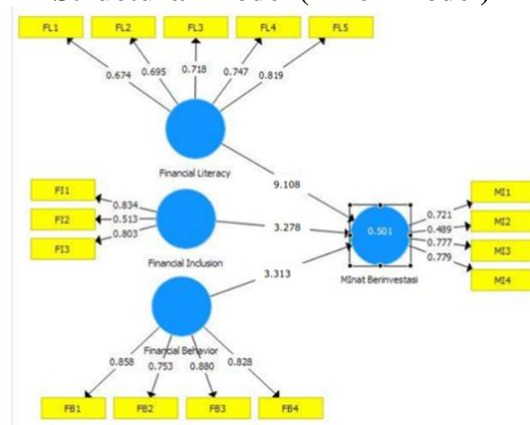 FL1 FL2 FL3 FL4 FL5
0.674 0.695 0.718 0.747 0.819
Financial Literacy
9.108
FI1
FI2
FI3
0.834
0.513
0.803
Financial Inclusion
3.278
3.313
0.501
MInat Berinvestasi
0.721
0.489
0.777
0.779
MI1
MI2
MI3
MI4
Financial Behavior
0.858 0.753 0.880 0.828
FB1 FB2 FB3 FB4